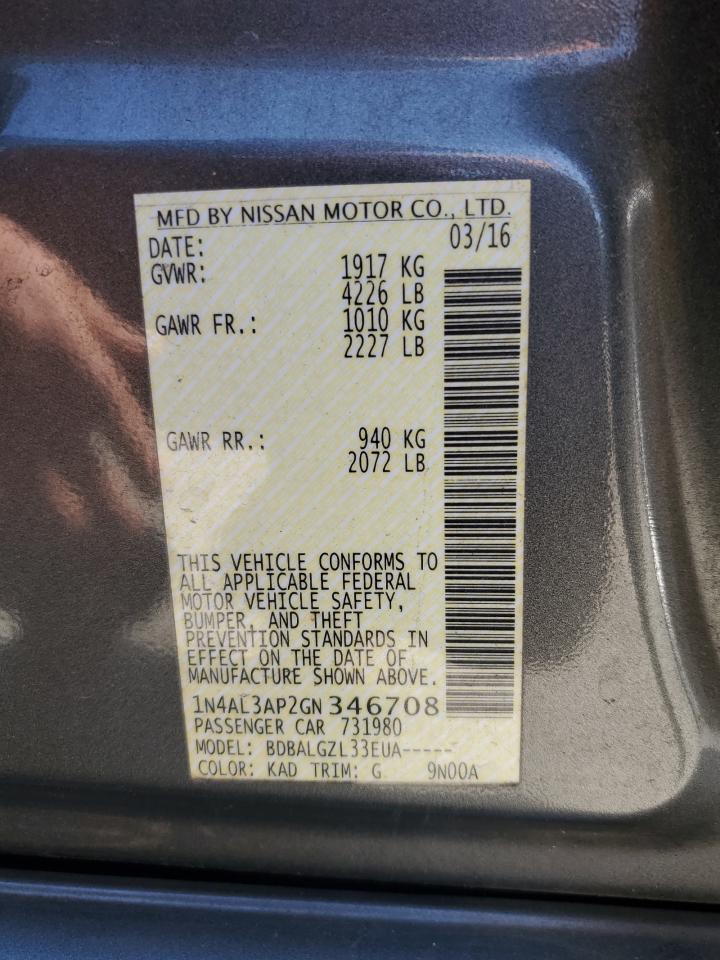 MFD BY NISSAN MOTOR CO., LTD.
DATE: 03/16
GVWR: 1917 KG
4226 LB
GAWR FR.: 1010 KG
2227 LB
GAWR RR.: 940 KG
2072 LB
THIS VEHICLE CONFORMS TO
ALL APPLICABLE FEDERAL
MOTOR VEHICLE SAFETY,
BUMPER, AND THEFT
PREVENTION STANDARDS IN
EFFECT ON THE DATE OF
MANUFACTURE SHOWN ABOVE.
1N4AL3AP2GN346708
PASSENGER CAR 731980
MODEL: BDBALGZL33EUA-----
COLOR: KAD TRIM: G 9N00A